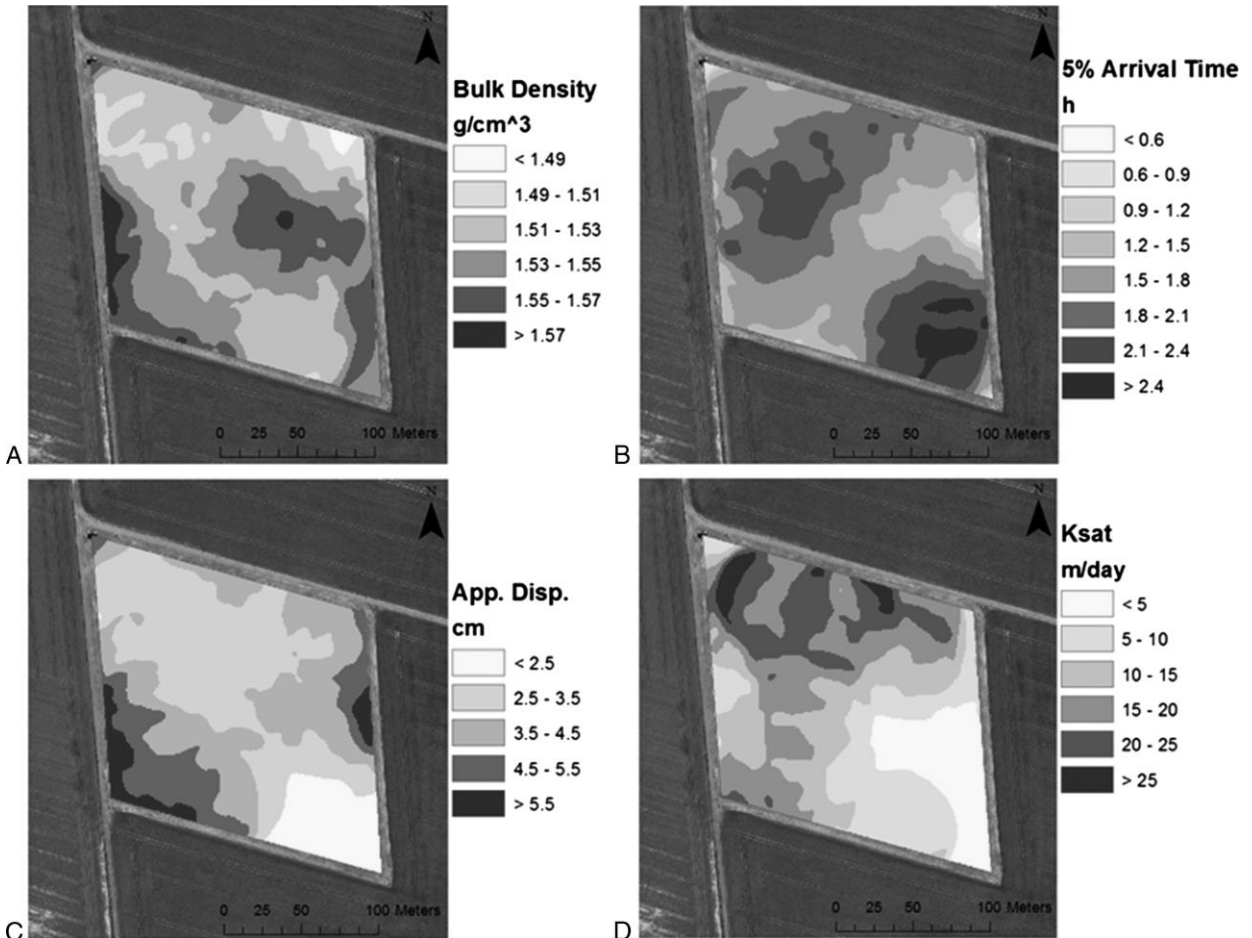 N
Bulk Density
g/cm^3
< 1.49
1.49 - 1.51
1.51 - 1.53
1.53 - 1.55
1.55 - 1.57
> 1.57
0 25 50 100 Meters
A
N
5% Arrival Time
h
< 0.6
0.6 - 0.9
0.9 - 1.2
1.2 - 1.5
1.5 - 1.8
1.8 - 2.1
2.1 - 2.4
> 2.4
0 25 50 100 Meters
B
N
App. Disp.
cm
< 2.5
2.5 - 3.5
3.5 - 4.5
4.5 - 5.5
> 5.5
0 25 50 100 Meters
C
N
Ksat
m/day
< 5
5 - 10
10 - 15
15 - 20
20 - 25
> 25
0 25 50 100 Meters
D